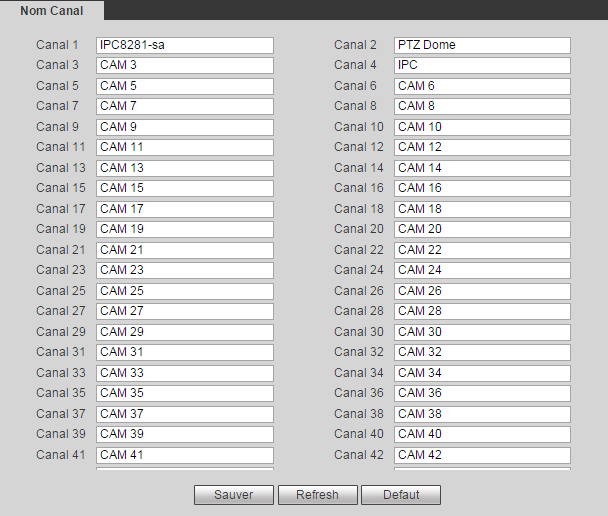 Nom Canal
Canal 1 IPC8281-sa Canal 2 PTZ Dome
Canal 3 CAM 3 Canal 4 IPC
Canal 5 CAM 5 Canal 6 CAM 6
Canal 7 CAM 7 Canal 8 CAM 8
Canal 9 CAM 9 Canal 10 CAM 10
Canal 11 CAM 11 Canal 12 CAM 12
Canal 13 CAM 13 Canal 14 CAM 14
Canal 15 CAM 15 Canal 16 CAM 16
Canal 17 CAM 17 Canal 18 CAM 18
Canal 19 CAM 19 Canal 20 CAM 20
Canal 21 CAM 21 Canal 22 CAM 22
Canal 23 CAM 23 Canal 24 CAM 24
Canal 25 CAM 25 Canal 26 CAM 26
Canal 27 CAM 27 Canal 28 CAM 28
Canal 29 CAM 29 Canal 30 CAM 30
Canal 31 CAM 31 Canal 32 CAM 32
Canal 33 CAM 33 Canal 34 CAM 34
Canal 35 CAM 35 Canal 36 CAM 36
Canal 37 CAM 37 Canal 38 CAM 38
Canal 39 CAM 39 Canal 40 CAM 40
Canal 41 CAM 41 Canal 42 CAM 42
Sauver Refresh Defaut